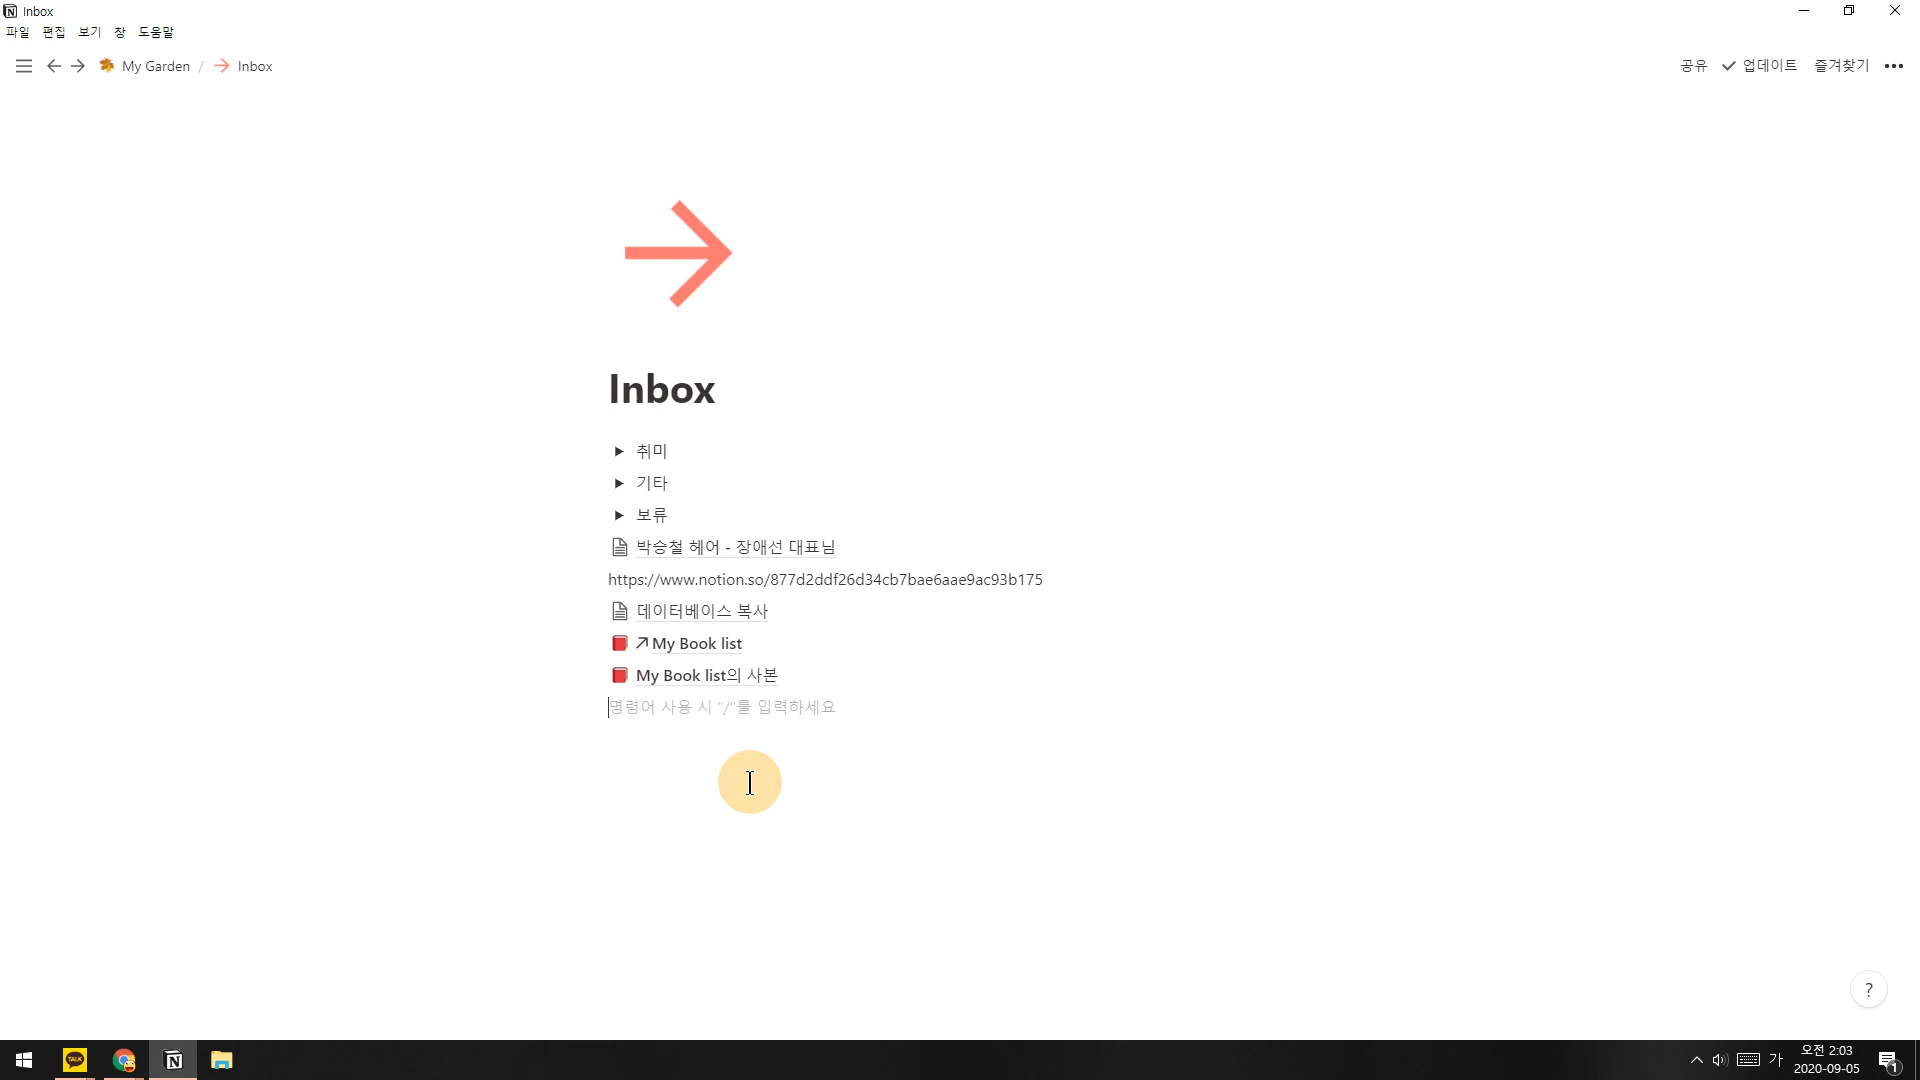 Inbox
파일 편집 보기 창 도움말
My Garden / Inbox
공유 업데이트 즐겨찾기
Inbox
취미
기타
보류
박승철 헤어 - 장애선 대표님
https://www.notion.so/877d2ddf26d34cb7bae6aae9ac93b175
데이터베이스 복사
My Book list
My Book list의 사본
명령어 사용 시 "/"를 입력하세요
?
TALK
가
오전 2:03
2020-09-05
1